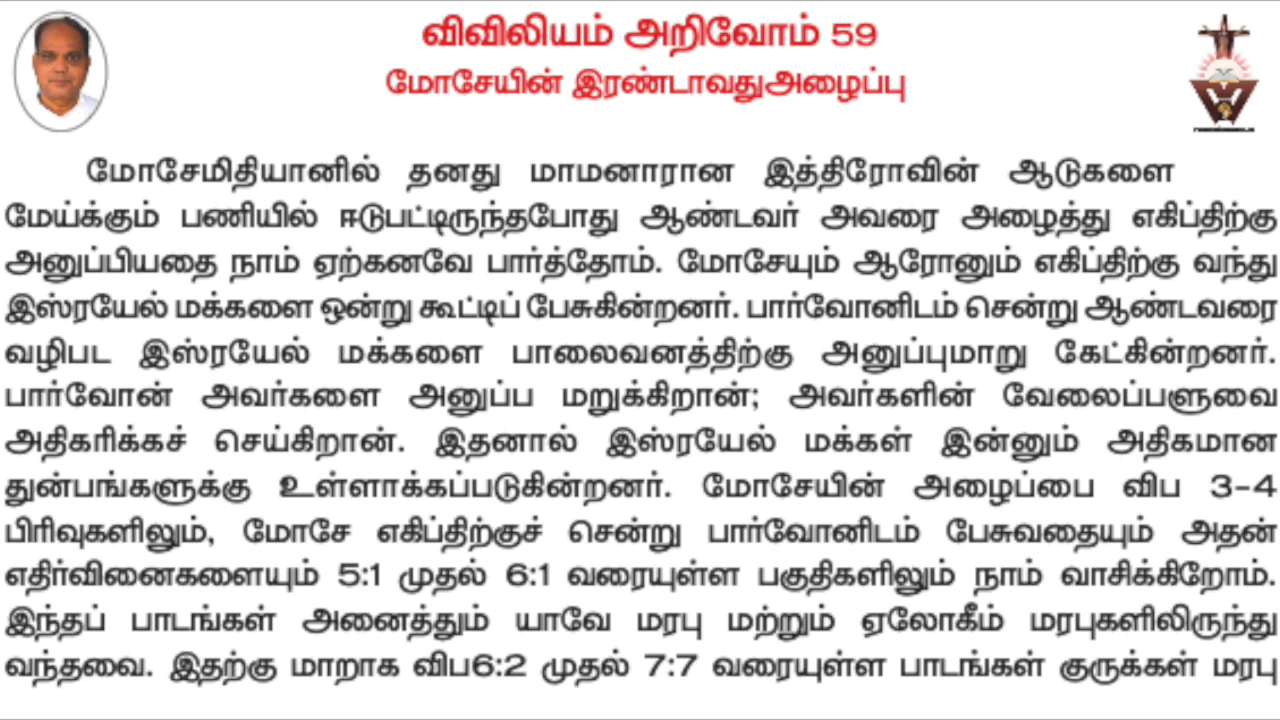 விவிலியம் அறிவோம் 59
மோசேயின் இரண்டாவதுஅழைப்பு
மோசேமிதியானில் தனது மாமனாரான இத்திரோவின் ஆடுகளை
மேய்க்கும் பணியில் ஈடுபட்டிருந்தபோது ஆண்டவர் அவரை அழைத்து எகிப்திற்கு
அனுப்பியதை நாம் ஏற்கனவே பார்த்தோம். மோசேயும் ஆரோனும் எகிப்திற்கு வந்து
இஸ்ரயேல் மக்களை ஒன்று கூட்டிப் பேசுகின்றனர். பார்வோனிடம் சென்று ஆண்டவரை
வழிபட இஸ்ரயேல் மக்களை பாலைவனத்திற்கு அனுப்புமாறு கேட்கின்றனர்.
பார்வோன் அவர்களை அனுப்ப மறுக்கிறான்; அவர்களின் வேலைப்பளுவை
அதிகரிக்கச் செய்கிறான். இதனால் இஸ்ரயேல் மக்கள் இன்னும் அதிகமான
துன்பங்களுக்கு உள்ளாக்கப்படுகின்றனர். மோசேயின் அழைப்பை விப 3-4
பிரிவுகளிலும், மோசே எகிப்திற்குச் சென்று பார்வோனிடம் பேசுவதையும் அதன்
எதிர்வினைகளையும் 5:1 முதல் 6:1 வரையுள்ள பகுதிகளிலும் நாம் வாசிக்கிறோம்.
இந்தப் பாடங்கள் அனைத்தும் யாவே மரபு மற்றும் ஏலோகீம் மரபுகளிலிருந்து
வந்தவை. இதற்கு மாறாக விப6:2 முதல் 7:7 வரையுள்ள பாடங்கள் குருக்கள் மரபு